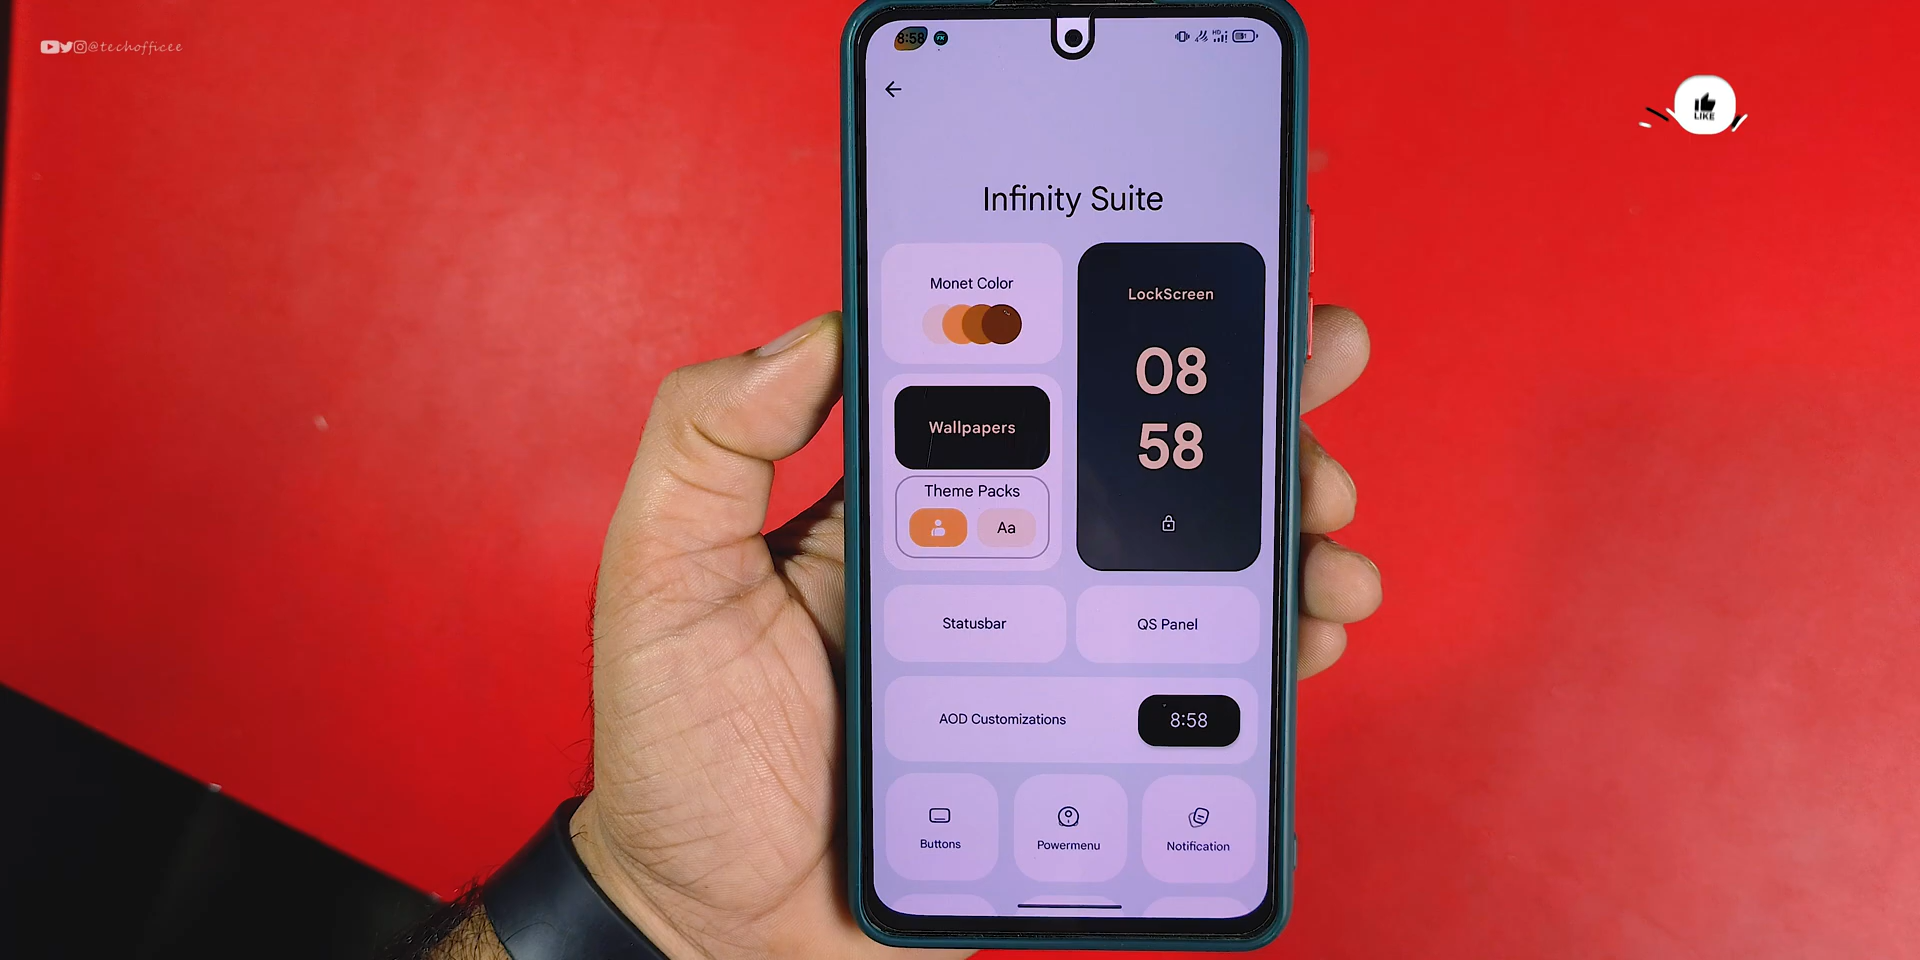 @techofficee
8:58
HD
Infinity Suite
Monet Color
LockScreen
08
58
Wallpapers
Theme Packs
Aa
Statusbar
QS Panel
AOD Customizations
8:58
Buttons
Powermenu
Notification
LIKE